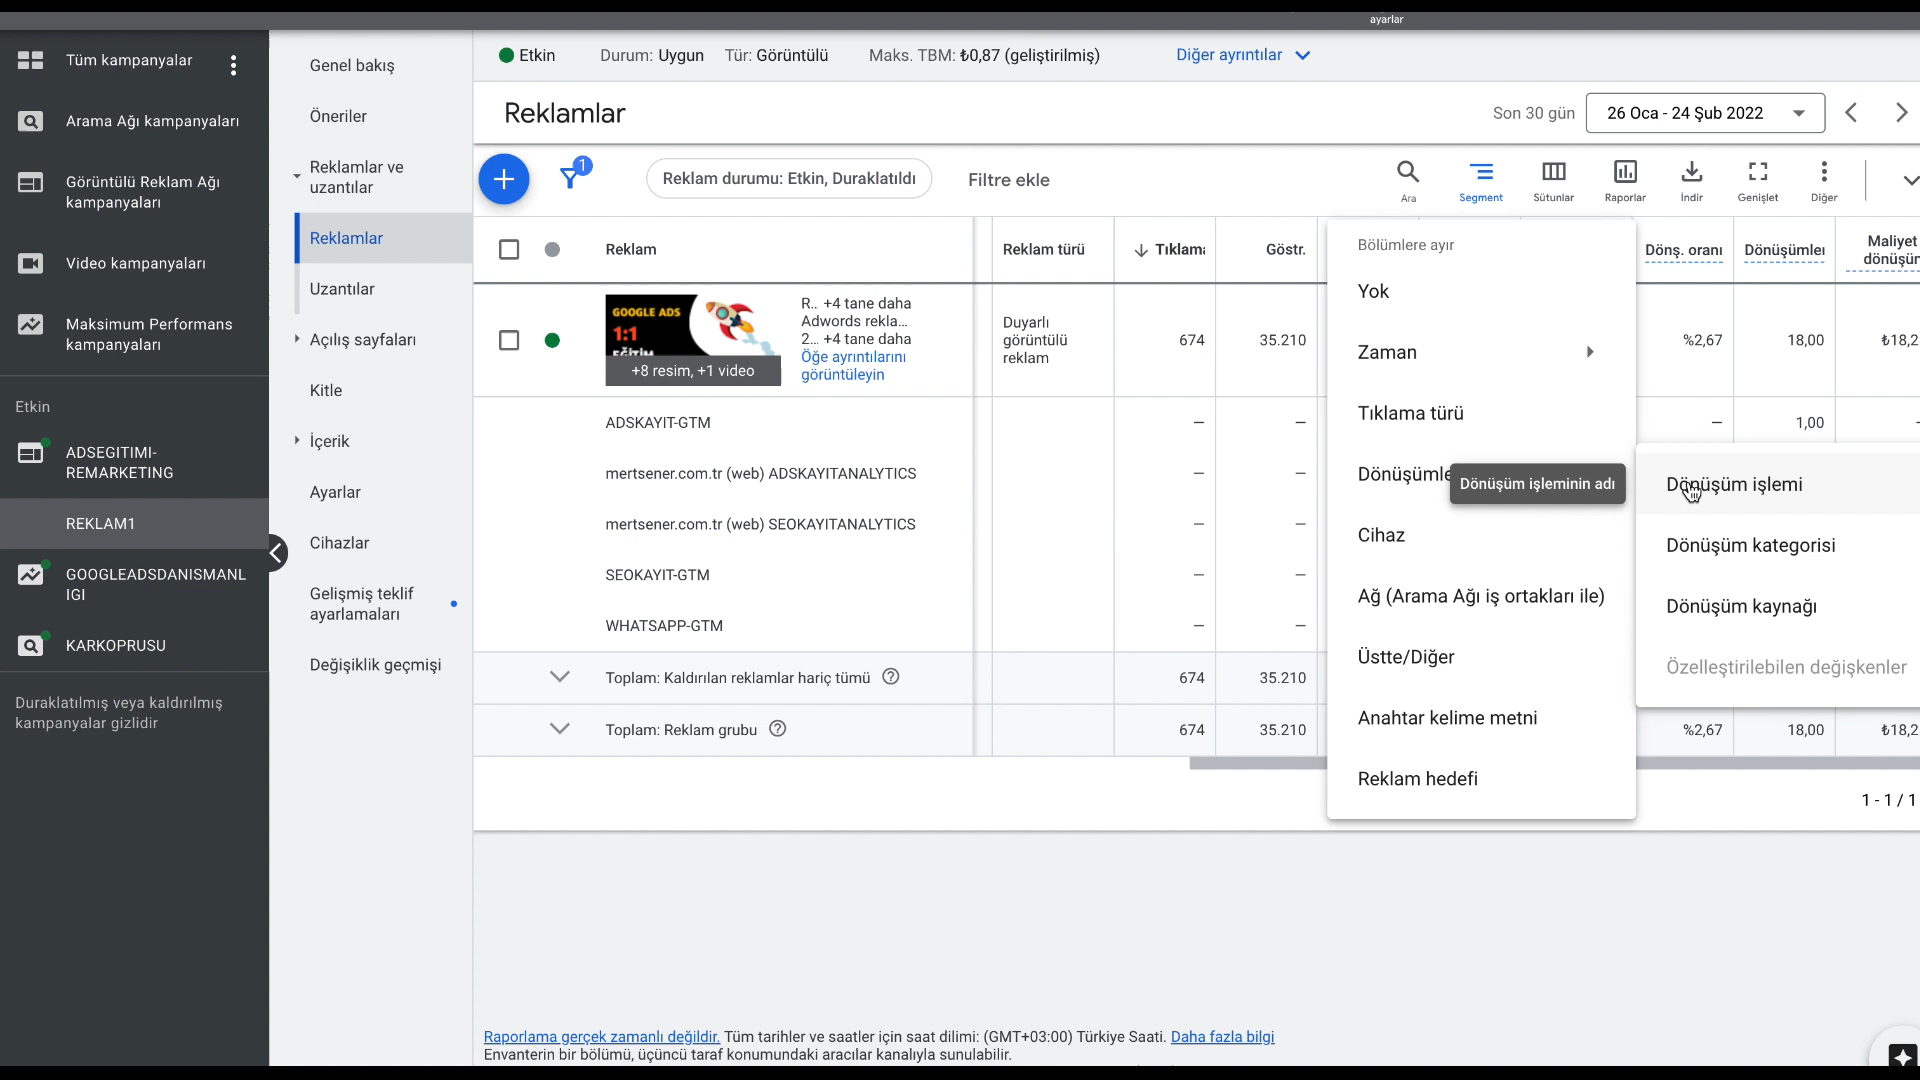 ayarlar
Tüm kampanyalar
Arama Ağı kampanyaları
Görüntülü Reklam Ağı
kampanyaları
Video kampanyaları
Maksimum Performans
kampanyaları
Etkin
ADSEGITIMI-
REMARKETING
REKLAM1
GOOGLEADSDANISMANL
IGI
KARKOPRUSU
Duraklatılmış veya kaldırılmış
kampanyalar gizlidir
Genel bakış
Öneriler
Reklamlar ve
uzantılar
Reklamlar
Uzantılar
Açılış sayfaları
Kitle
İçerik
Ayarlar
Cihazlar
Gelişmiş teklif
ayarlamaları
Değişiklik geçmişi
Etkin Durum: Uygun Tür: Görüntülü Maks. TBM: ₺0,87 (geliştirilmiş) Diğer ayrıntılar
Reklamlar
Son 30 gün 26 Oca - 24 Şub 2022
1
Reklam durumu: Etkin, Duraklatıldı Filtre ekle
Ara Segment Sütunlar Raporlar İndir Genişlet Diğer
Reklam Reklam türü Tıklama Göstr. Dönş. oranı Dönüşümler
Maliyet
dönüşüm
GOOGLE ADS
1:1
EĞİTİM
+8 resim, +1 video
R.. +4 tane daha
Adwords rekla...
2... +4 tane daha
Öğe ayrıntılarını
görüntüleyin
Duyarlı
görüntülü
reklam
674 35.210 %2,67 18,00 ₺18,2
ADSKAYIT-GTM — — — 1,00
mertsener.com.tr (web) ADSKAYITANALYTICS — —
mertsener.com.tr (web) SEOKAYITANALYTICS — —
SEOKAYIT-GTM — —
WHATSAPP-GTM — —
Toplam: Kaldırılan reklamlar hariç tümü 674 35.210
Toplam: Reklam grubu 674 35.210 %2,67 18,00 ₺18,2
1 - 1 / 1
Bölümlere ayır
Yok
Zaman
Tıklama türü
Dönüşümle
Dönüşüm işleminin adı
Cihaz
Ağ (Arama Ağı iş ortakları ile)
Üstte/Diğer
Anahtar kelime metni
Reklam hedefi
Dönüşüm işlemi
Dönüşüm kategorisi
Dönüşüm kaynağı
Özelleştirilebilen değişkenler
Raporlama gerçek zamanlı değildir. Tüm tarihler ve saatler için saat dilimi: (GMT+03:00) Türkiye Saati. Daha fazla bilgi
Envanterin bir bölümü, üçüncü taraf konumundaki aracılar kanalıyla sunulabilir.